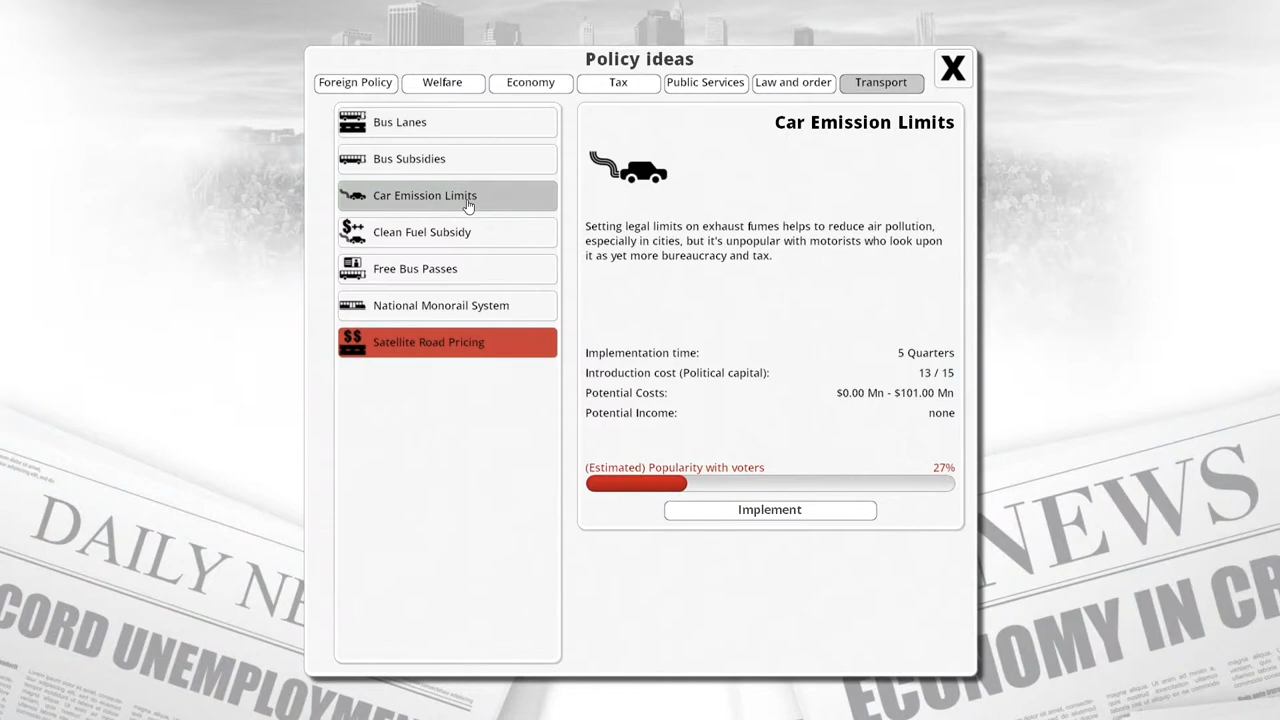 Policy ideas
X
Foreign Policy
Welfare
Economy
Tax
Public Services
Law and order
Transport
Bus Lanes
Bus Subsidies
Car Emission Limits
Clean Fuel Subsidy
Free Bus Passes
National Monorail System
Satellite Road Pricing
Car Emission Limits
Setting legal limits on exhaust fumes helps to reduce air pollution,
especially in cities, but it's unpopular with motorists who look upon
it as yet more bureaucracy and tax.
Implementation time: 5 Quarters
Introduction cost (Political capital): 13 / 15
Potential Costs: $0.00 Mn - $101.00 Mn
Potential Income: none
(Estimated) Popularity with voters 27%
Implement
DAILY NE
CORD UNEMPLOYM
NEWS
ECONOMY IN CR